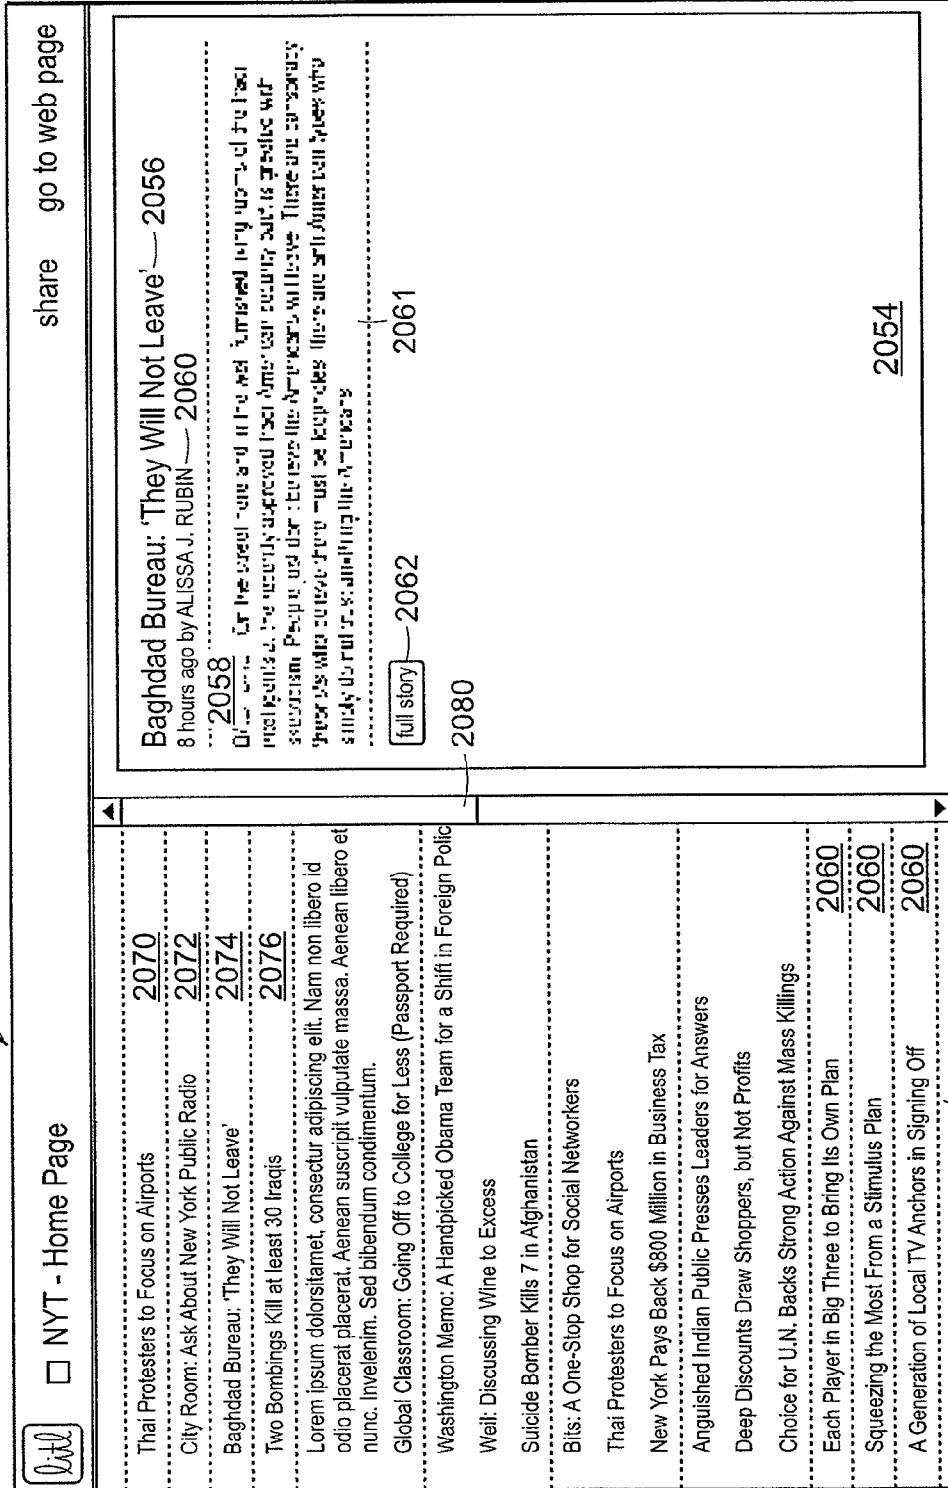 litl
NYT - Home Page
share go to web page
Thai Protesters to Focus on Airports 2070
City Room: Ask About New York Public Radio 2072
Baghdad Bureau: 'They Will Not Leave' 2074
Two Bombings Kill at least 30 Iraqis 2076
Lorem ipsum dolorsitamet, consectur adipiscing elit. Nam non libero id
odio placerat. Aenean suscripit vulputate massa. Aenean libero et
nunc. Invelenim. Sed bibendum condimentum.
Global Classroom: Going Off to College for Less (Passport Required)
Washington Memo: A Handpicked Obama Team for a Shift in Foreign Polic
Well: Discussing Wine to Excess
Suicide Bomber Kills 7 in Afghanistan
Bits: A One-Stop Shop for Social Networkers
Thai Protesters to Focus on Airports
New York Pays Back $800 Million in Business Tax
Anguished Indian Public Presses Leaders for Answers
Deep Discounts Draw Shoppers, but Not Profits
Choice for U.N. Backs Strong Action Against Mass Killings
Each Player in Big Three to Bring Its Own Plan 2060
Squeezing the Most From a Stimulus Plan 2060
A Generation of Local TV Anchors in Signing Off 2060
2080
Baghdad Bureau: 'They Will Not Leave' 2056
8 hours ago by ALISSA J. RUBIN 2060
2058
2061
full story 2062
2054